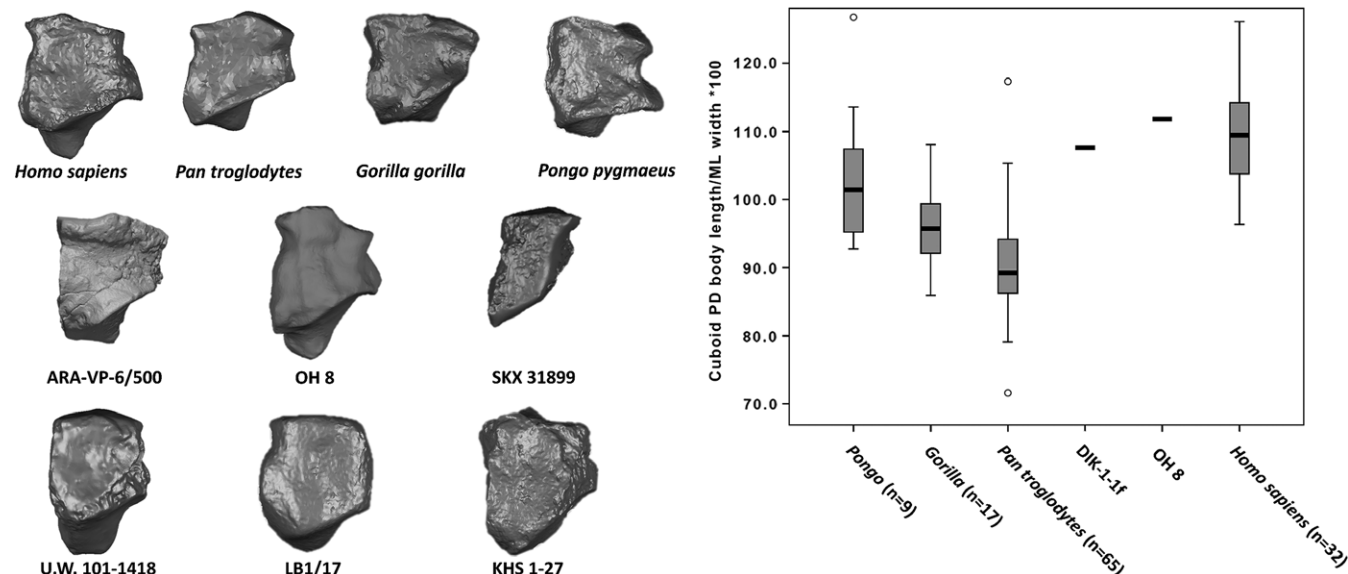 Homo sapiens
Pan troglodytes
Gorilla gorilla
Pongo pygmaeus
ARA-VP-6/500
OH 8
SKX 31899
U.W. 101-1418
LB1/17
KHS 1-27
Cuboid PD body length/ML width *100
120.0
110.0
100.0
90.0
80.0
70.0
Pongo (n=9)
Gorilla (n=17)
Pan troglodytes (n=65)
DIK-1-1f
OH 8
Homo sapiens (n=32)